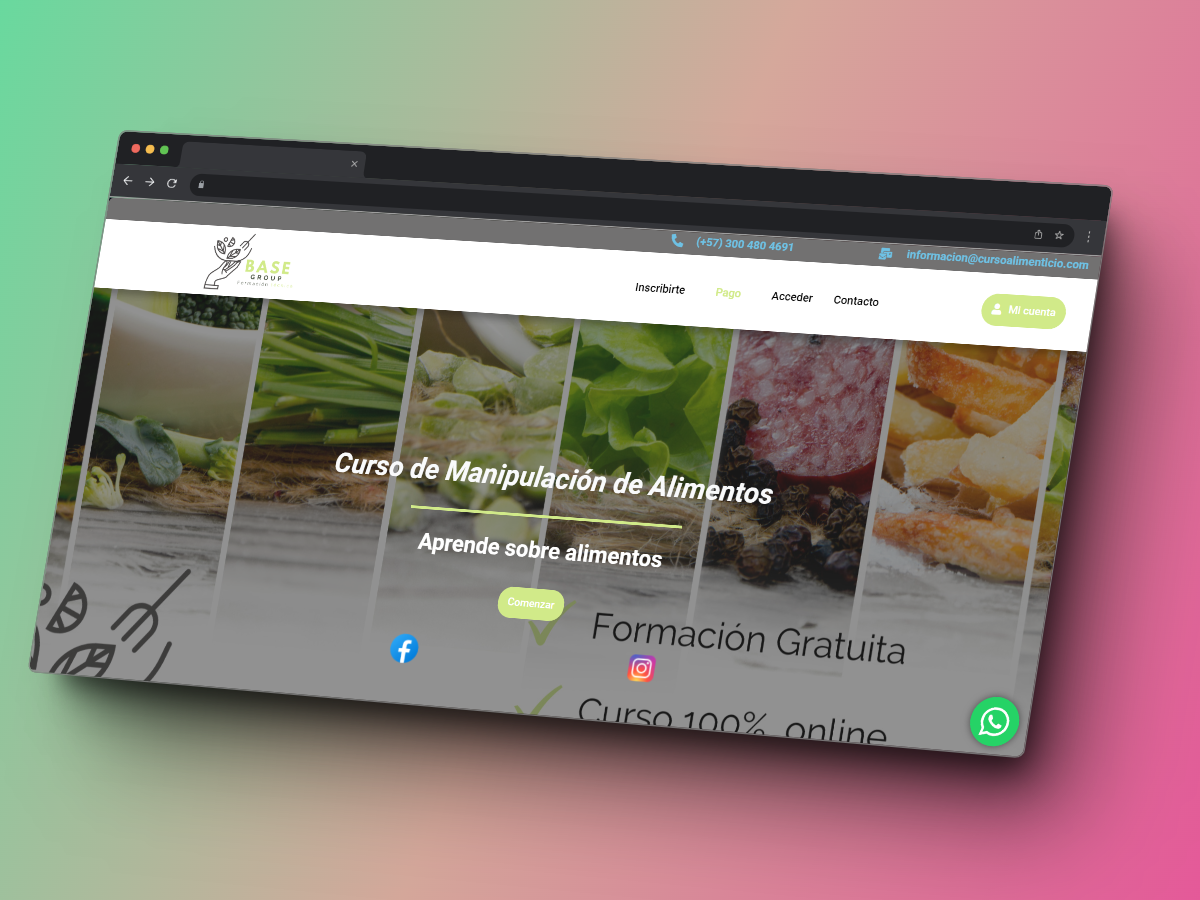 (+57) 300 480 4691
informacion@cursoalimenticio.com
BASE
GROUP
Formación
Inscribirte
Pago
Acceder
Contacto
Mi cuenta
Curso de Manipulación de Alimentos
Aprende sobre alimentos
Comenzar
Formación Gratuita
Curso 100% online